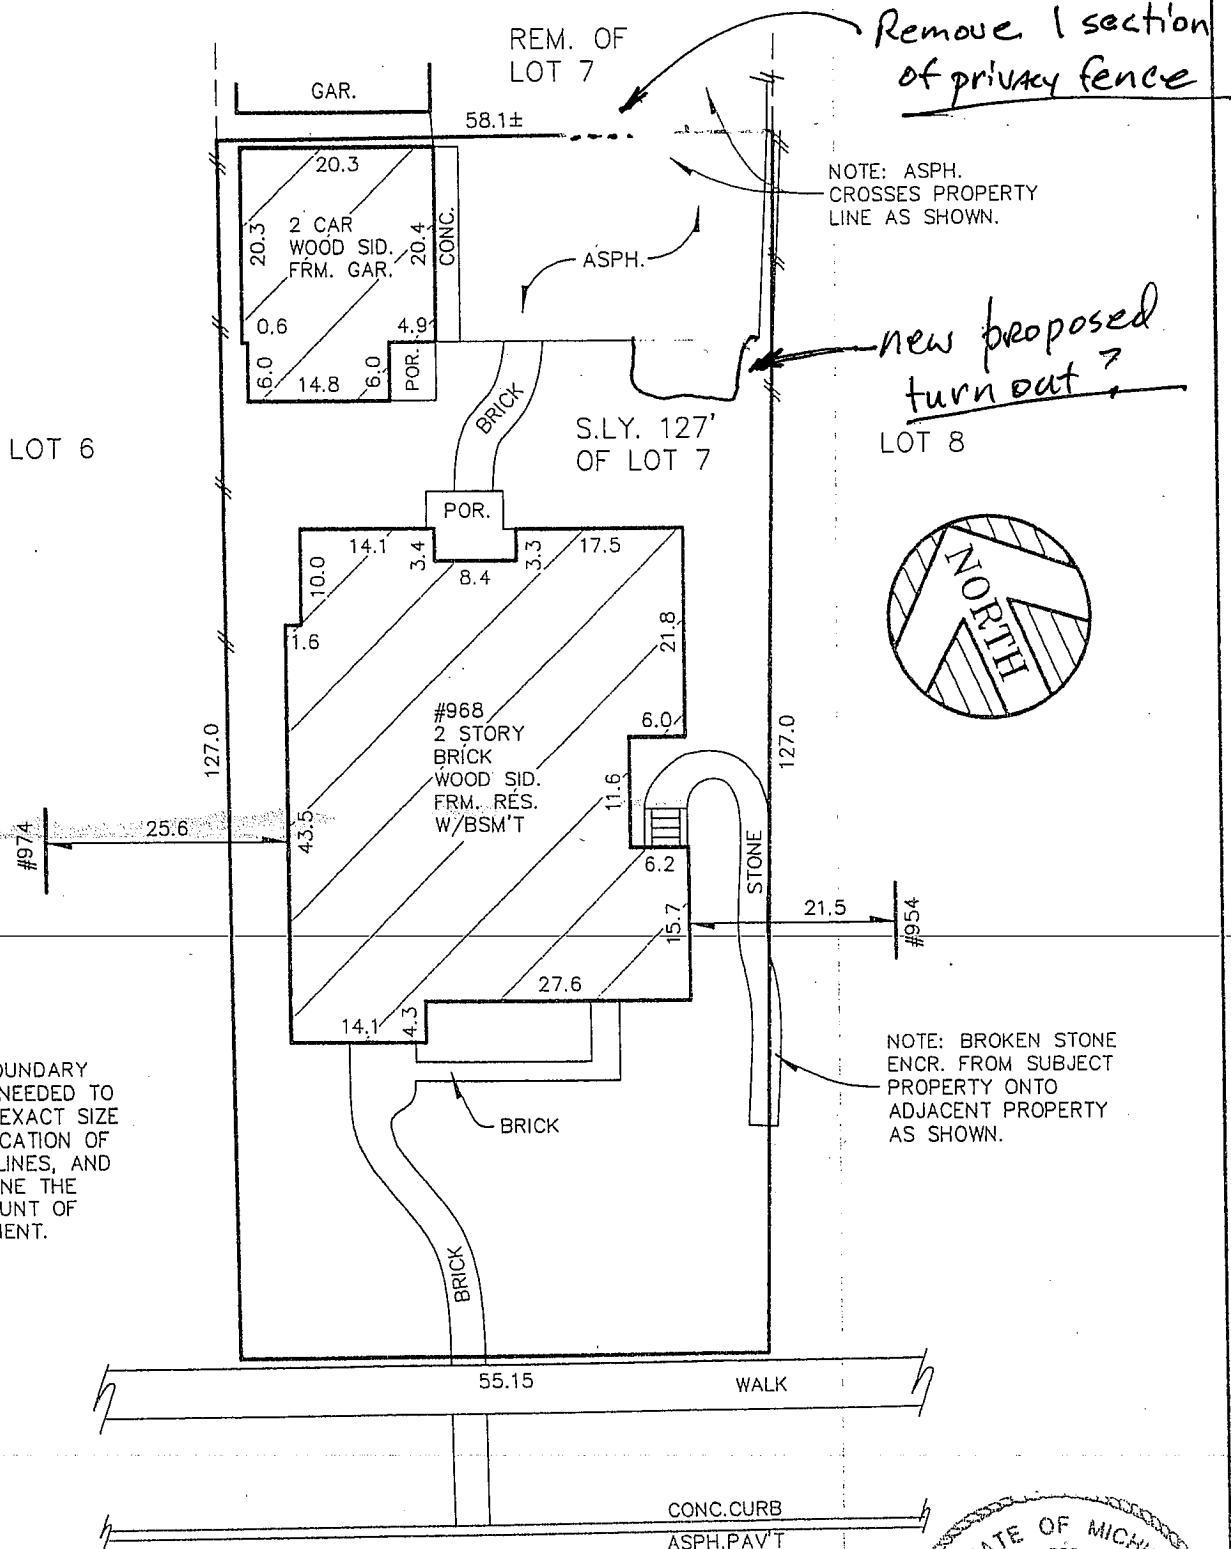 Remove 1 section
of privacy fence
REM. OF
LOT 7
GAR.
58.1±
20.3
NOTE: ASPH.
CROSSES PROPERTY
LINE AS SHOWN.
2 CAR
WOOD SID.
FRM. GAR.
20.3
20.4
CONC.
ASPH.
0.6
4.9
6.0
14.8
6.0
POR.
new proposed
turn out?
BRICK
S.LY. 127'
OF LOT 7
LOT 6
LOT 8
POR.
14.1
3.4
8.4
3.3
17.5
10.0
1.6
21.8
NORTH
#968
2 STORY
BRICK
WOOD SID.
FRM. RES.
W/BSM'T
6.0
11.6
127.0
127.0
#974
25.6
43.5
6.2
STONE
15.7
21.5
#954
27.6
14.1
4.3
NOTE: BROKEN STONE
ENCR. FROM SUBJECT
PROPERTY ONTO
ADJACENT PROPERTY
AS SHOWN.
OUNDARY
NEEDED TO
EXACT SIZE
CATION OF
LINES, AND
NE THE
UNT OF
MENT.
BRICK
BRICK
55.15
WALK
CONC.CURB
ASPH.PAV'T
ATE OF MICH